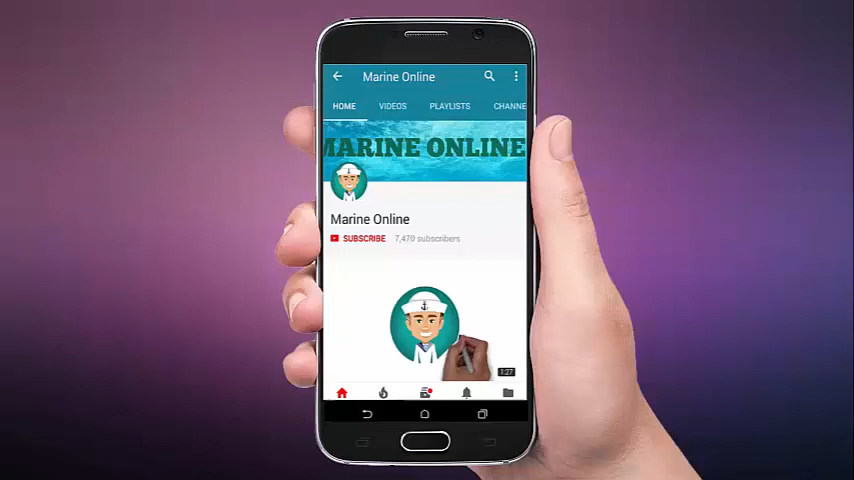 Marine Online
HOME VIDEOS PLAYLISTS CHANNE
MARINE ONLINE
Marine Online
SUBSCRIBE 7,470 subscribers
1:27